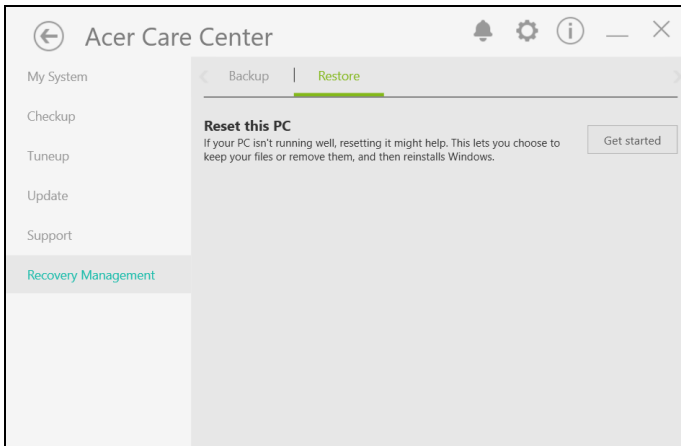 Acer Care Center
My System
Checkup
Tuneup
Update
Support
Recovery Management
Backup
Restore
Reset this PC
If your PC isn't running well, resetting it might help. This lets you choose to
keep your files or remove them, and then reinstalls Windows.
Get started